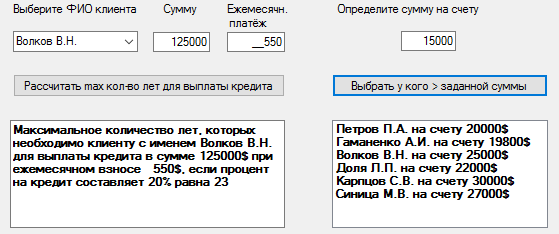 Выберите ФИО клиента
Сумму
Ежемесячн. платёж
Определите сумму на счету
Волков В.Н.
125000
__550
15000
Рассчитать max кол-во лет для выплаты кредита
Выбрать у кого > заданной суммы
Максимальное количество лет, которых
необходимо клиенту с именем Волков В.Н.
для выплаты кредита в сумме 125000$ при
ежемесячном взносе 550$, если процент
на кредит составляет 20% равна 23
Петров П.А. на счету 20000$
Гаманенко А.И. на счету 19800$
Волков В.Н. на счету 25000$
Доля Л.П. на счету 22000$
Карпцов С.В. на счету 30000$
Синица М.В. на счету 27000$